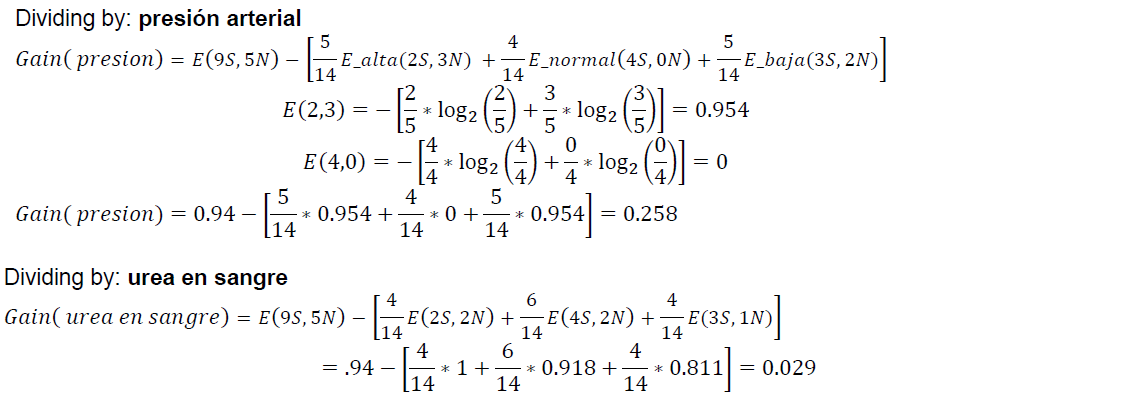 Dividing by: presión arterial
Gain( presion) = E(9S, 5N) − [5/14 E_alta(2S, 3N) + 4/14 E_normal(4S, 0N) + 5/14 E_baja(3S, 2N)]
E(2,3) = − [2/5 * log₂ (2/5) + 3/5 * log₂ (3/5)] = 0.954
E(4,0) = − [4/4 * log₂ (4/4) + 0/4 * log₂ (0/4)] = 0
Gain( presion) = 0.94 − [5/14 * 0.954 + 4/14 * 0 + 5/14 * 0.954] = 0.258
Dividing by: urea en sangre
Gain( urea en sangre) = E(9S, 5N) − [4/14 E(2S, 2N) + 6/14 E(4S, 2N) + 4/14 E(3S, 1N)]
= .94 − [4/14 * 1 + 6/14 * 0.918 + 4/14 * 0.811] = 0.029